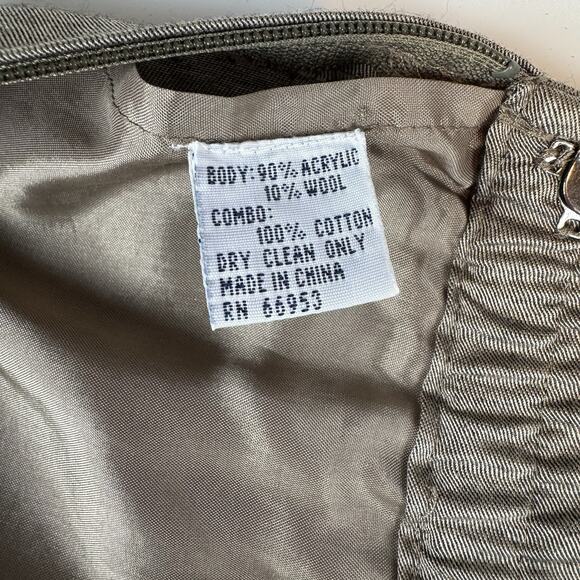 BODY: 90% ACRYLIC
10% WOOL
COMBO:
100% COTTON
DRY CLEAN ONLY
MADE IN CHINA
RN 66953